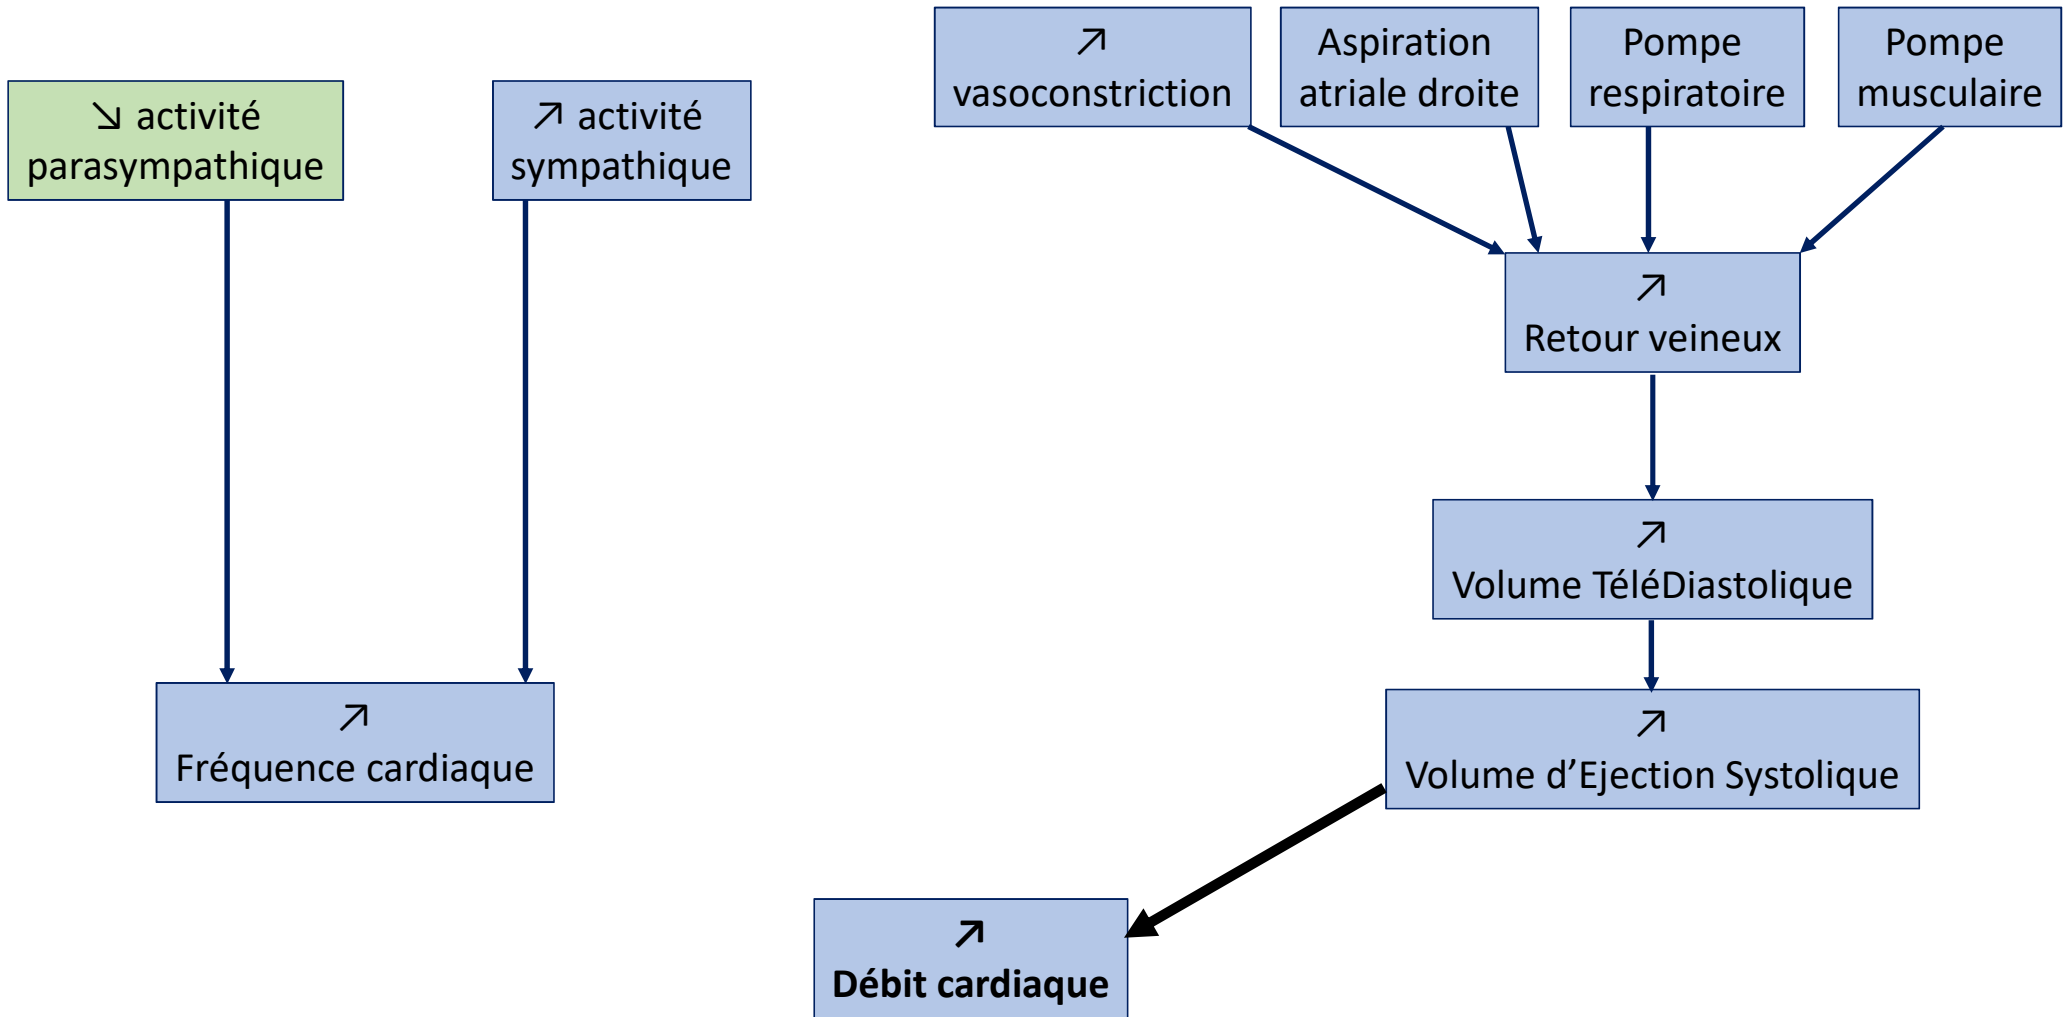 ↘ activité
parasympathique
↗ activité
sympathique
↗
vasoconstriction
Aspiration
atriale droite
Pompe
respiratoire
Pompe
musculaire
↗
Retour veineux
↗
Volume TéléDiastolique
↗
Fréquence cardiaque
↗
Volume d’Ejection Systolique
↗
Débit cardiaque